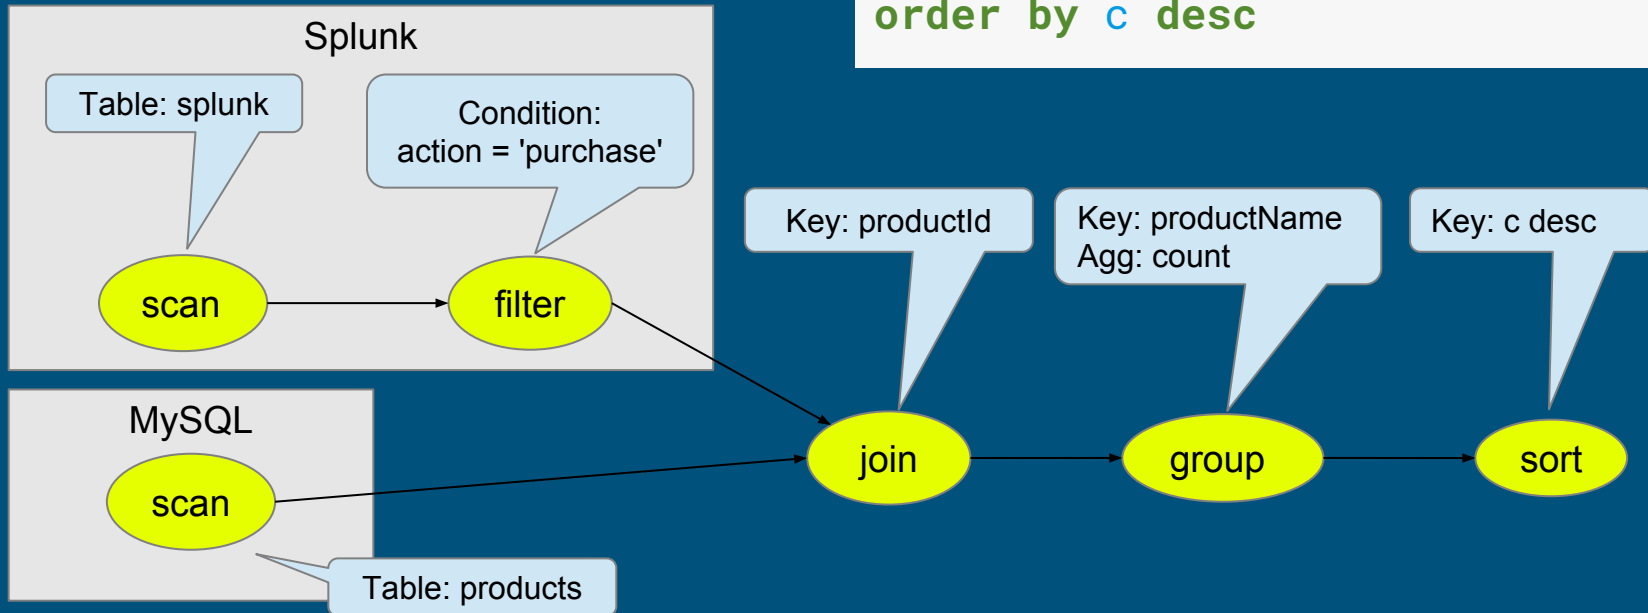 order by c desc
Splunk
Table: splunk
Condition:
action = 'purchase'
scan
filter
Key: productId
Key: productName
Agg: count
Key: c desc
MySQL
scan
join
group
sort
Table: products